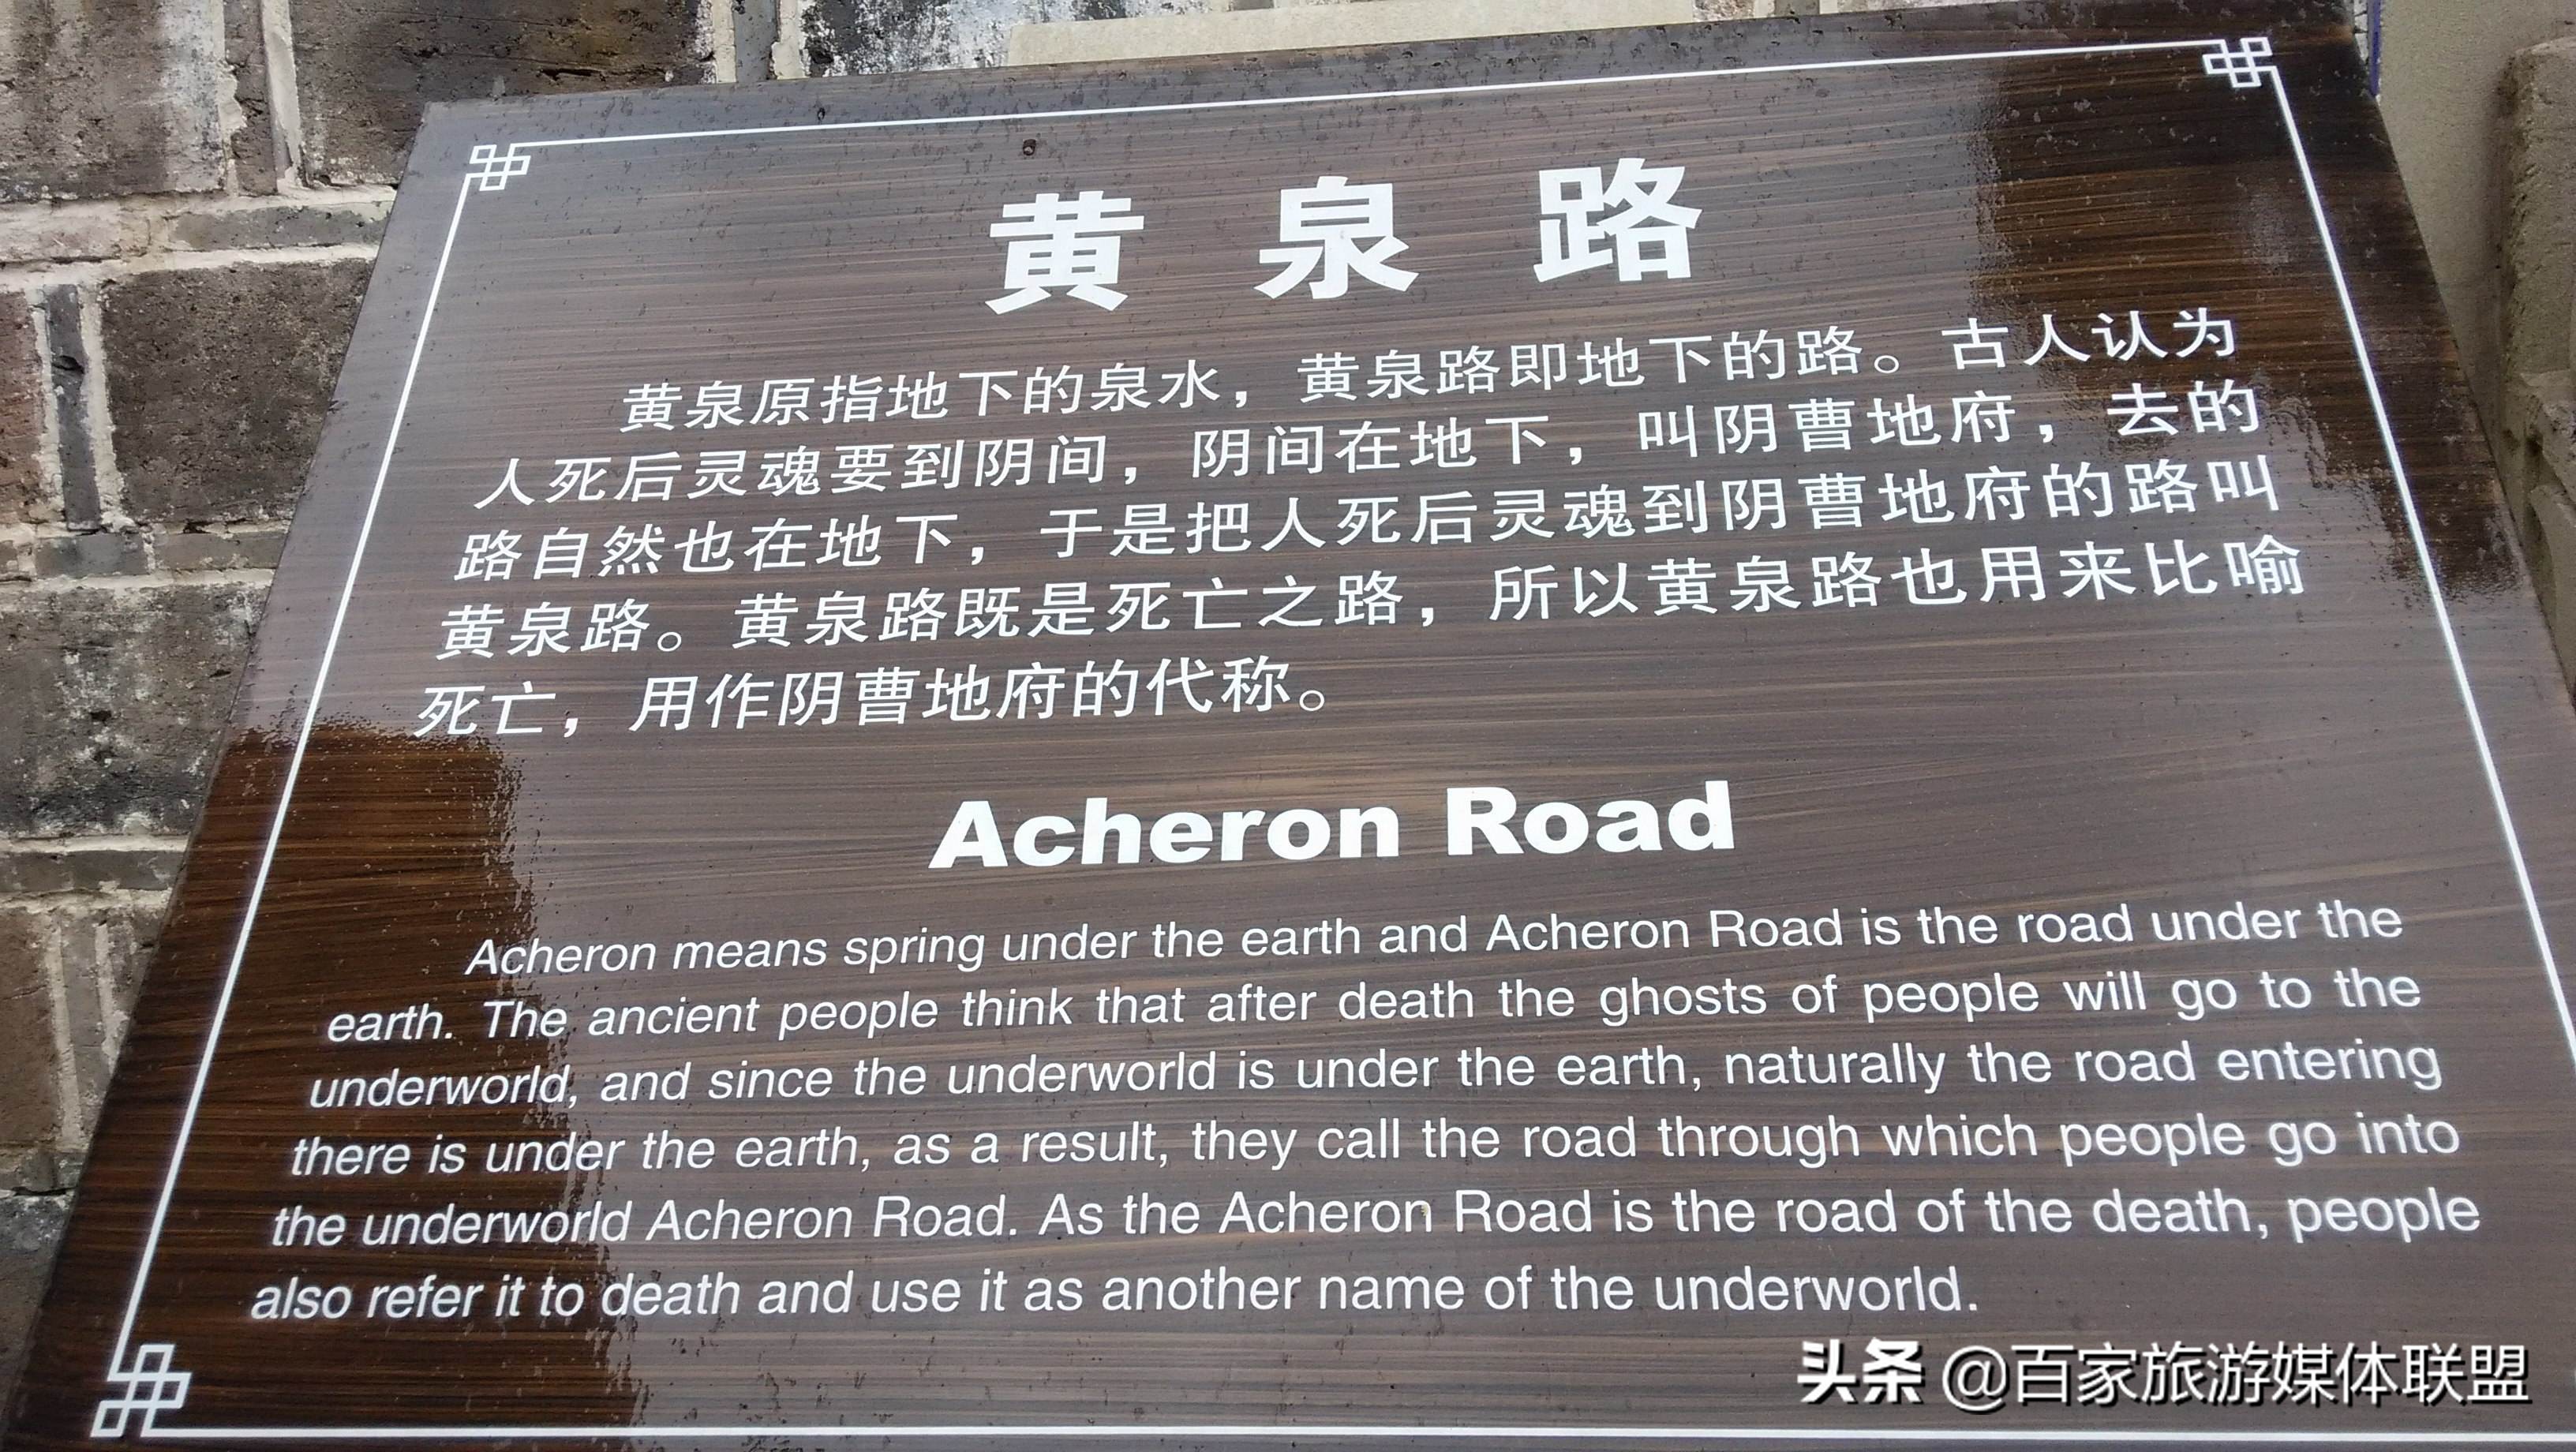 黄泉路
黄泉原指地下的泉水，黄泉路即地下的路。古人认为
人死后灵魂要到阴间，阴间在地下，叫阴曹地府，去的
路自然也在地下，于是把人死后灵魂到阴曹地府的路叫
黄泉路。黄泉路既是死亡之路，所以黄泉路也用来比喻
死亡，用作阴曹地府的代称。
Acheron Road
Acheron means spring under the earth and Acheron Road is the road under the
earth. The ancient people think that after death the ghosts of people will go to the
underworld, and since the underworld is under the earth, naturally the road entering
there is under the earth, as a result, they call the road through which people go into
the underworld Acheron Road. As the Acheron Road is the road of the death, people
also refer it to death and use it as another name of the underworld.
头条 @百家旅游媒体联盟